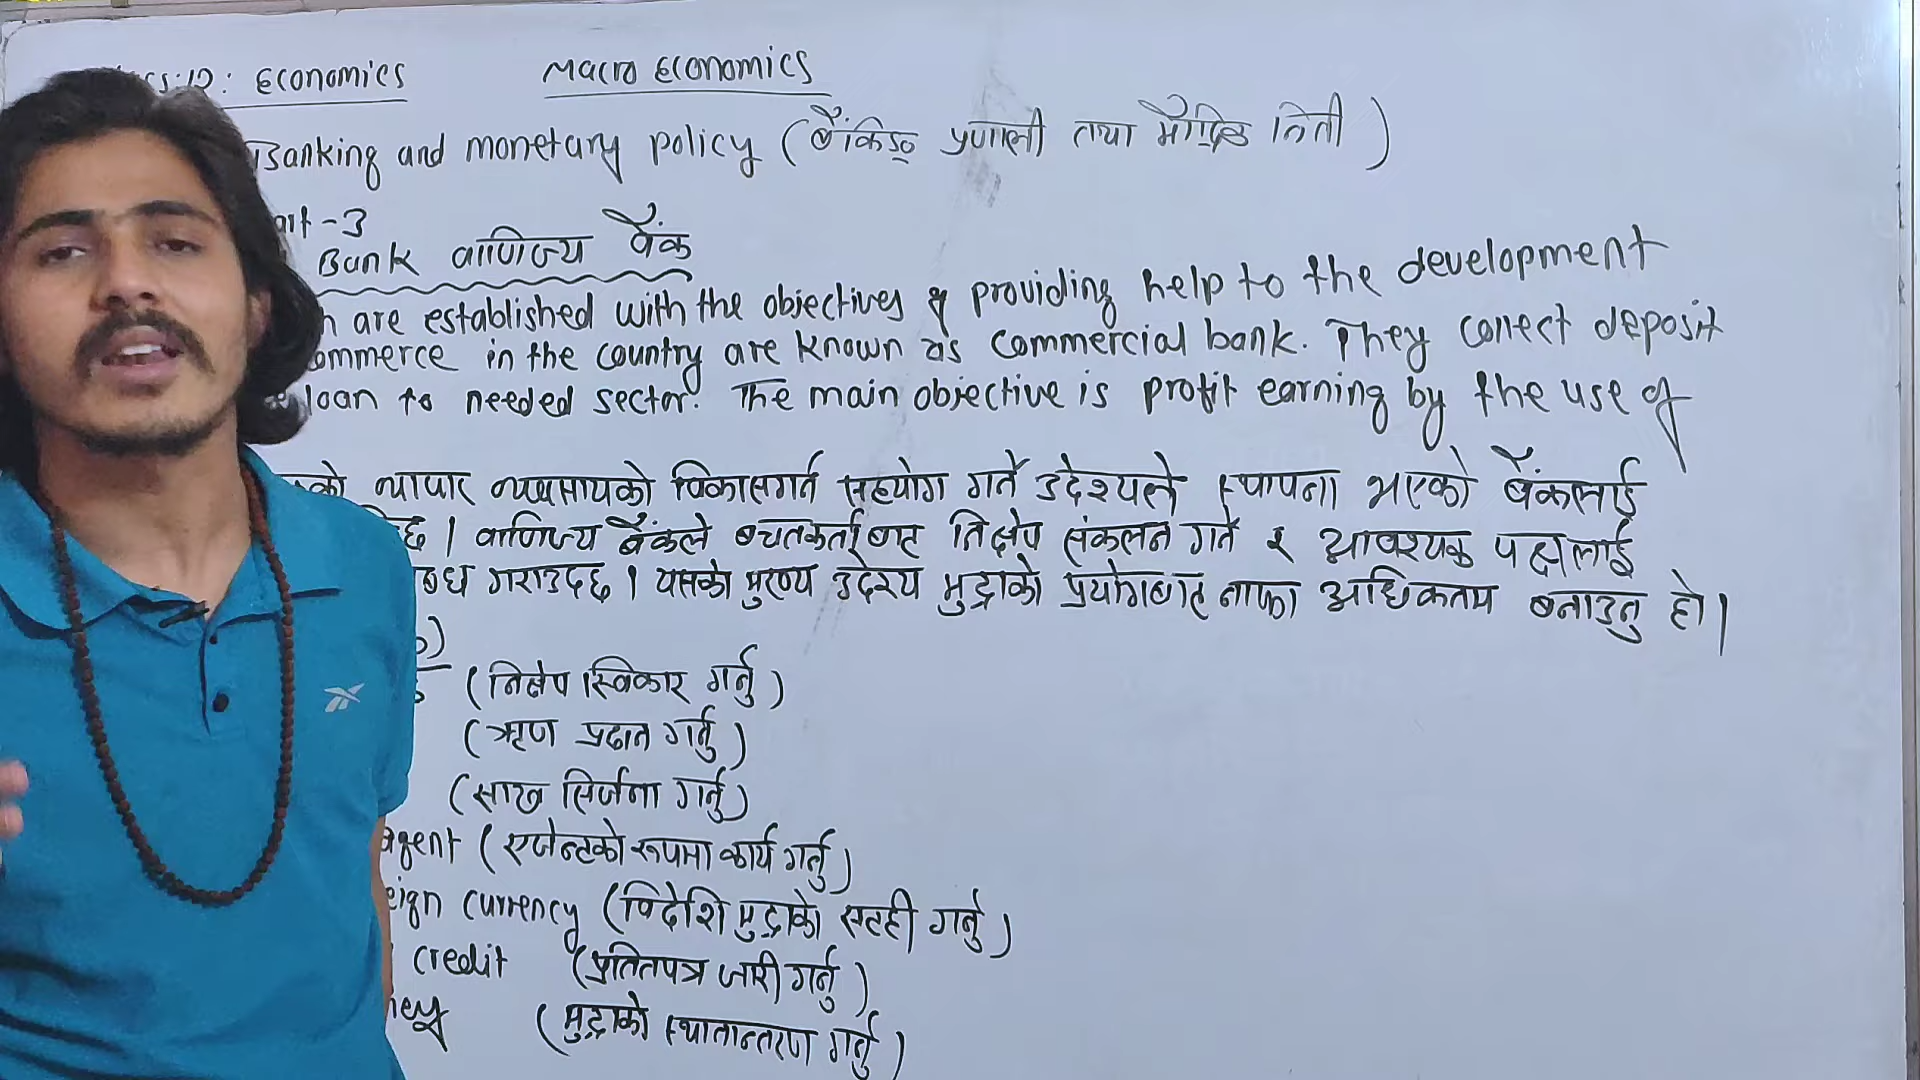 Economics Macro Economics
Banking and monetary policy (बैंकिङ्ग प्रणाली तथा मौद्रिक निती)
-3
Bank वाणिज्य बैंक
are established with the objectives of providing help to the development
ommerce in the country are known as commercial bank. They collect deposit
loan to needed sector. The main objective is profit earning by the use of
को व्यापार व्यवसायको विकासगर्न सहयोग गर्ने उदेश्यले स्थापना भएको बैंकलाई
छ । वाणिज्य बैंकले बचतकर्ताबाट निक्षेप संकलन गर्ने र आवश्यक पक्षलाई
ब्ध गराउदछ । यसको मुख्य उदेश्य मुद्राको प्रयोगबाट नाफा अधिकतम बनाउनु हो ।
(निक्षेप स्विकार गर्नु)
(ऋण प्रदान गर्नु)
(साख सिर्जना गर्नु)
agent (एजेन्टको रूपमा कार्य गर्नु)
eign currency (विदेशि मुद्राको सटही गर्नु)
credit (प्रतितपत्र जारी गर्नु)
ney (मुद्राको स्थानान्तरण गर्नु)